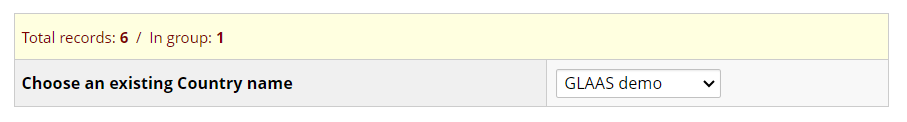 Total records: 6 / In group: 1
Choose an existing Country name GLAAS demo